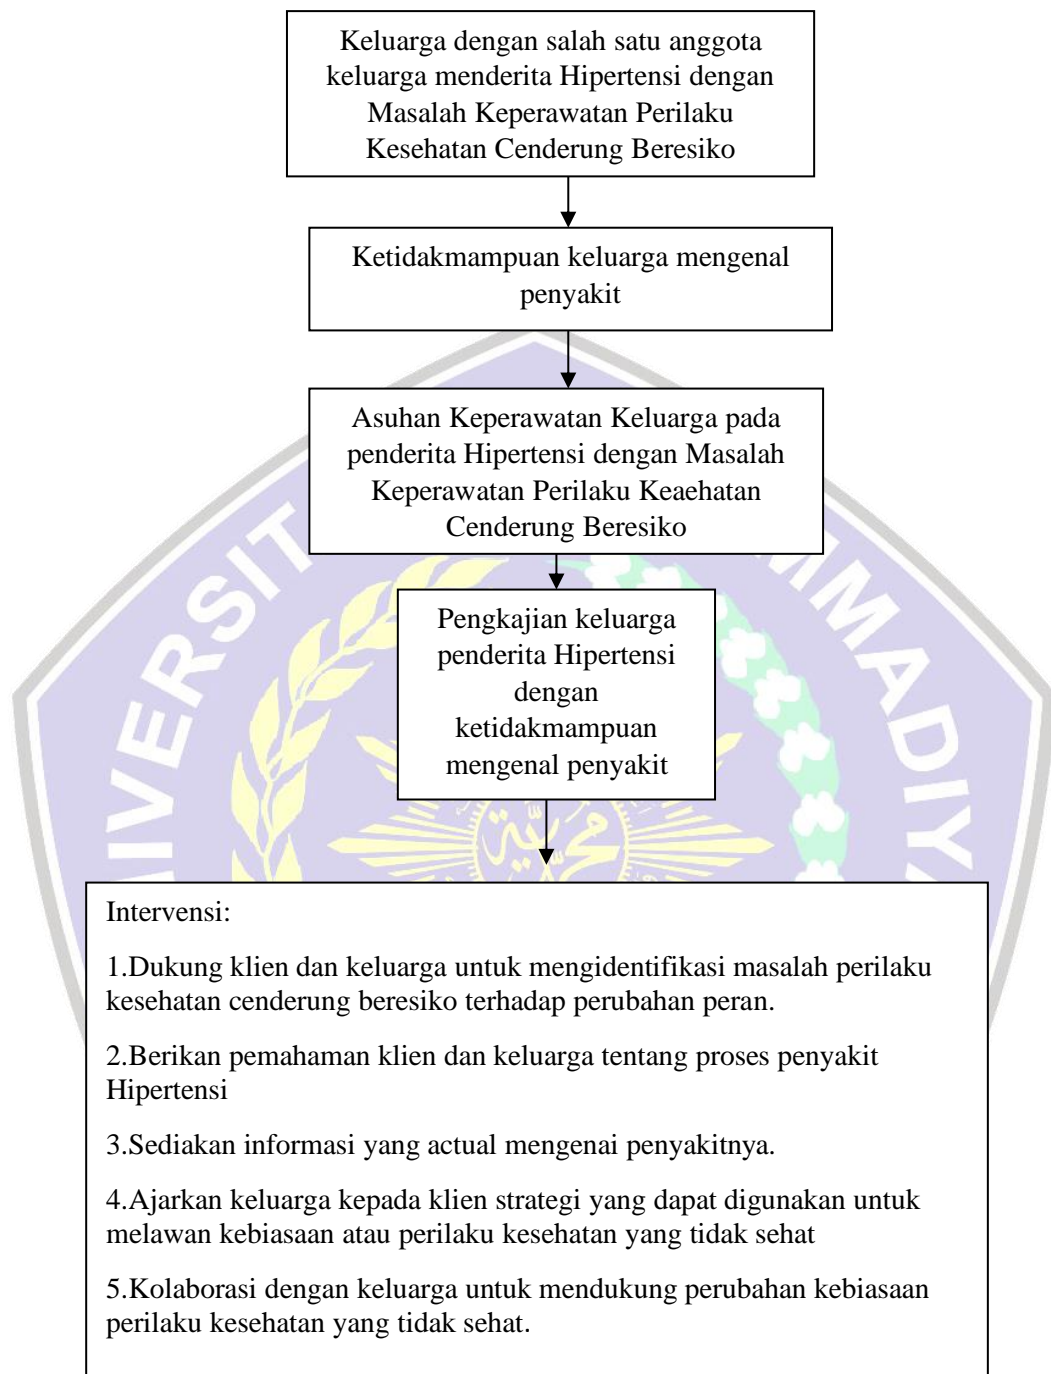 Keluarga dengan salah satu anggota
keluarga menderita Hipertensi dengan
Masalah Keperawatan Perilaku
Kesehatan Cenderung Beresiko
Ketidakmampuan keluarga mengenal
penyakit
Asuhan Keperawatan Keluarga pada
penderita Hipertensi dengan Masalah
Keperawatan Perilaku Keaehatan
Cenderung Beresiko
Pengkajian keluarga
penderita Hipertensi
dengan
ketidakmampuan
mengenal penyakit
Intervensi:
1.Dukung klien dan keluarga untuk mengidentifikasi masalah perilaku
kesehatan cenderung beresiko terhadap perubahan peran.
2.Berikan pemahaman klien dan keluarga tentang proses penyakit
Hipertensi
3.Sediakan informasi yang actual mengenai penyakitnya.
4.Ajarkan keluarga kepada klien strategi yang dapat digunakan untuk
melawan kebiasaan atau perilaku kesehatan yang tidak sehat
5.Kolaborasi dengan keluarga untuk mendukung perubahan kebiasaan
perilaku kesehatan yang tidak sehat.